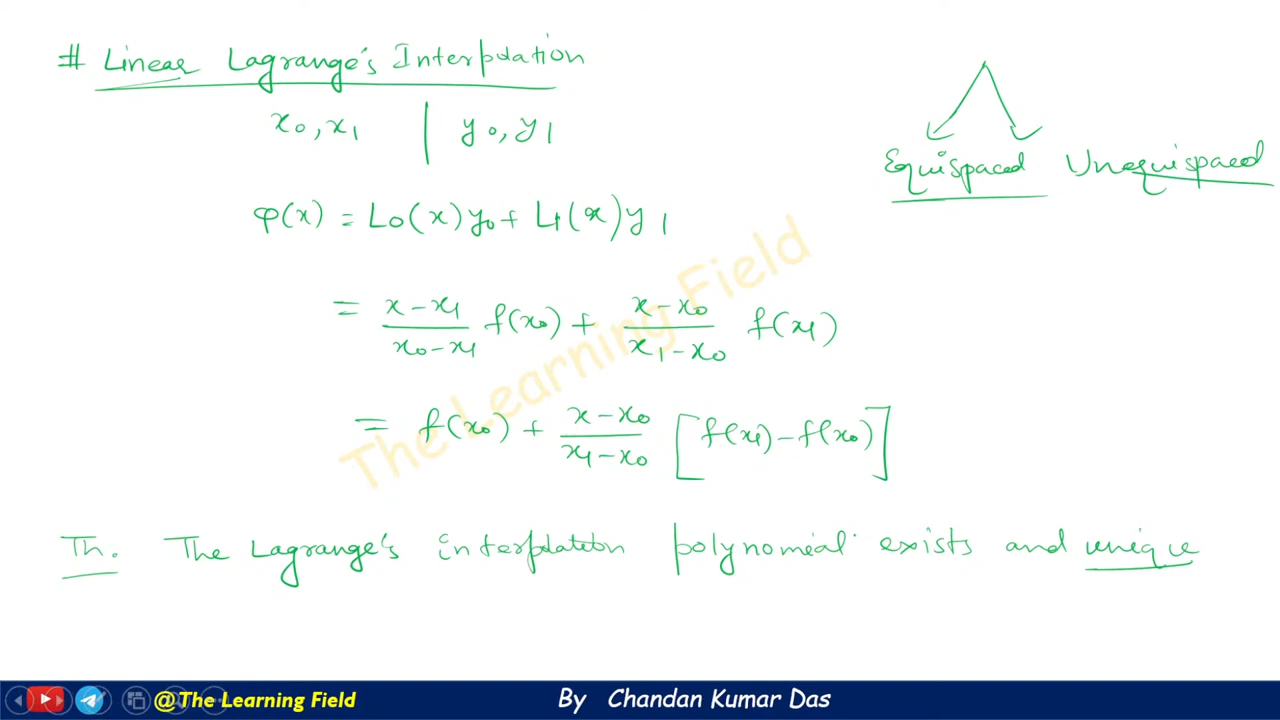 # Linear Lagrange's Interpolation
x0, x1 | y0, y1
Equispaced Unequispaced
φ(x) = L0(x)y0 + L1(x)y1
= x-x1/x0-x1 f(x0) + x-x0/x1-x0 f(x1)
= f(x0) + x-x0/x1-x0 [f(x1) - f(x0)]
The Learning Field
Th. The Lagrange's interpolation polynomial exists and unique
@The Learning Field By Chandan Kumar Das